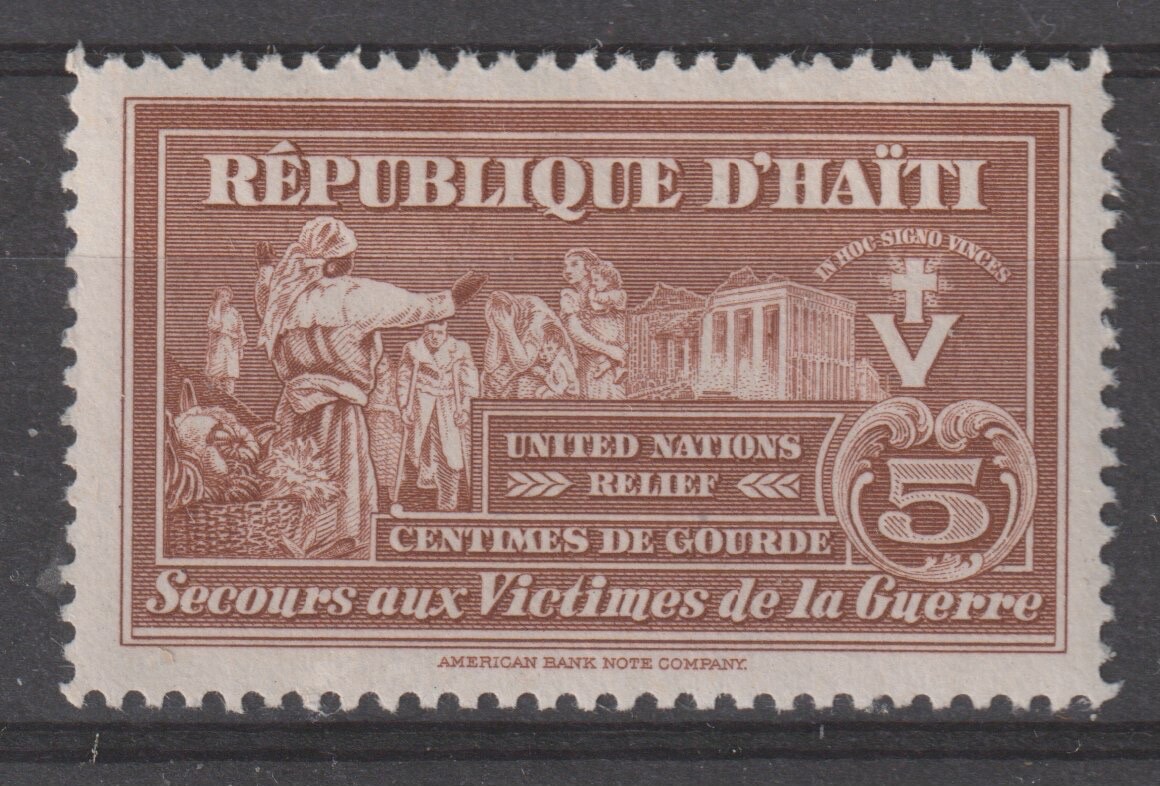 RÉPUBLIQUE D'HAÏTI
IN HOC SIGNO VINCES
V
UNITED NATIONS
RELIEF
5
CENTIMES DE GOURDE
Secours aux Victimes de la Guerre
AMERICAN BANK NOTE COMPANY.